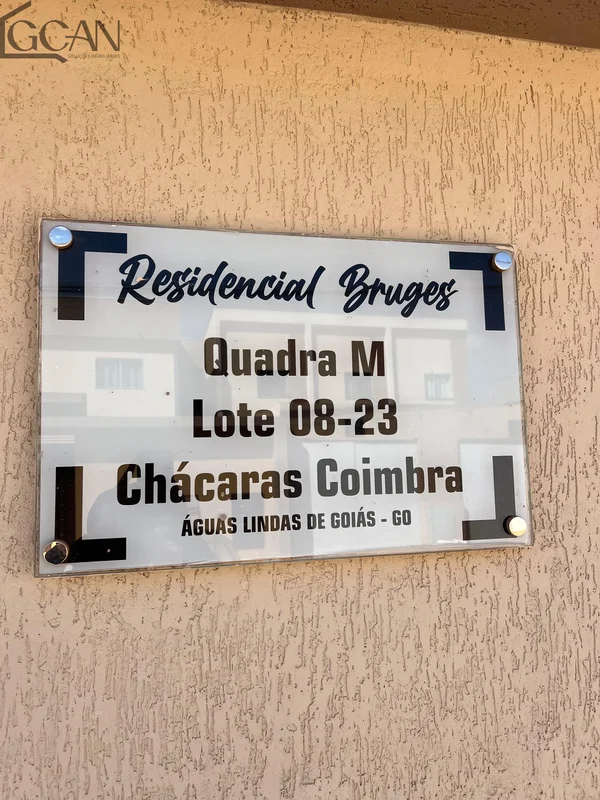 GCAN
Residencial Bruges
Quadra M
Lote 08-23
Chácaras Coimbra
ÁGUAS LINDAS DE GOIÁS - GO